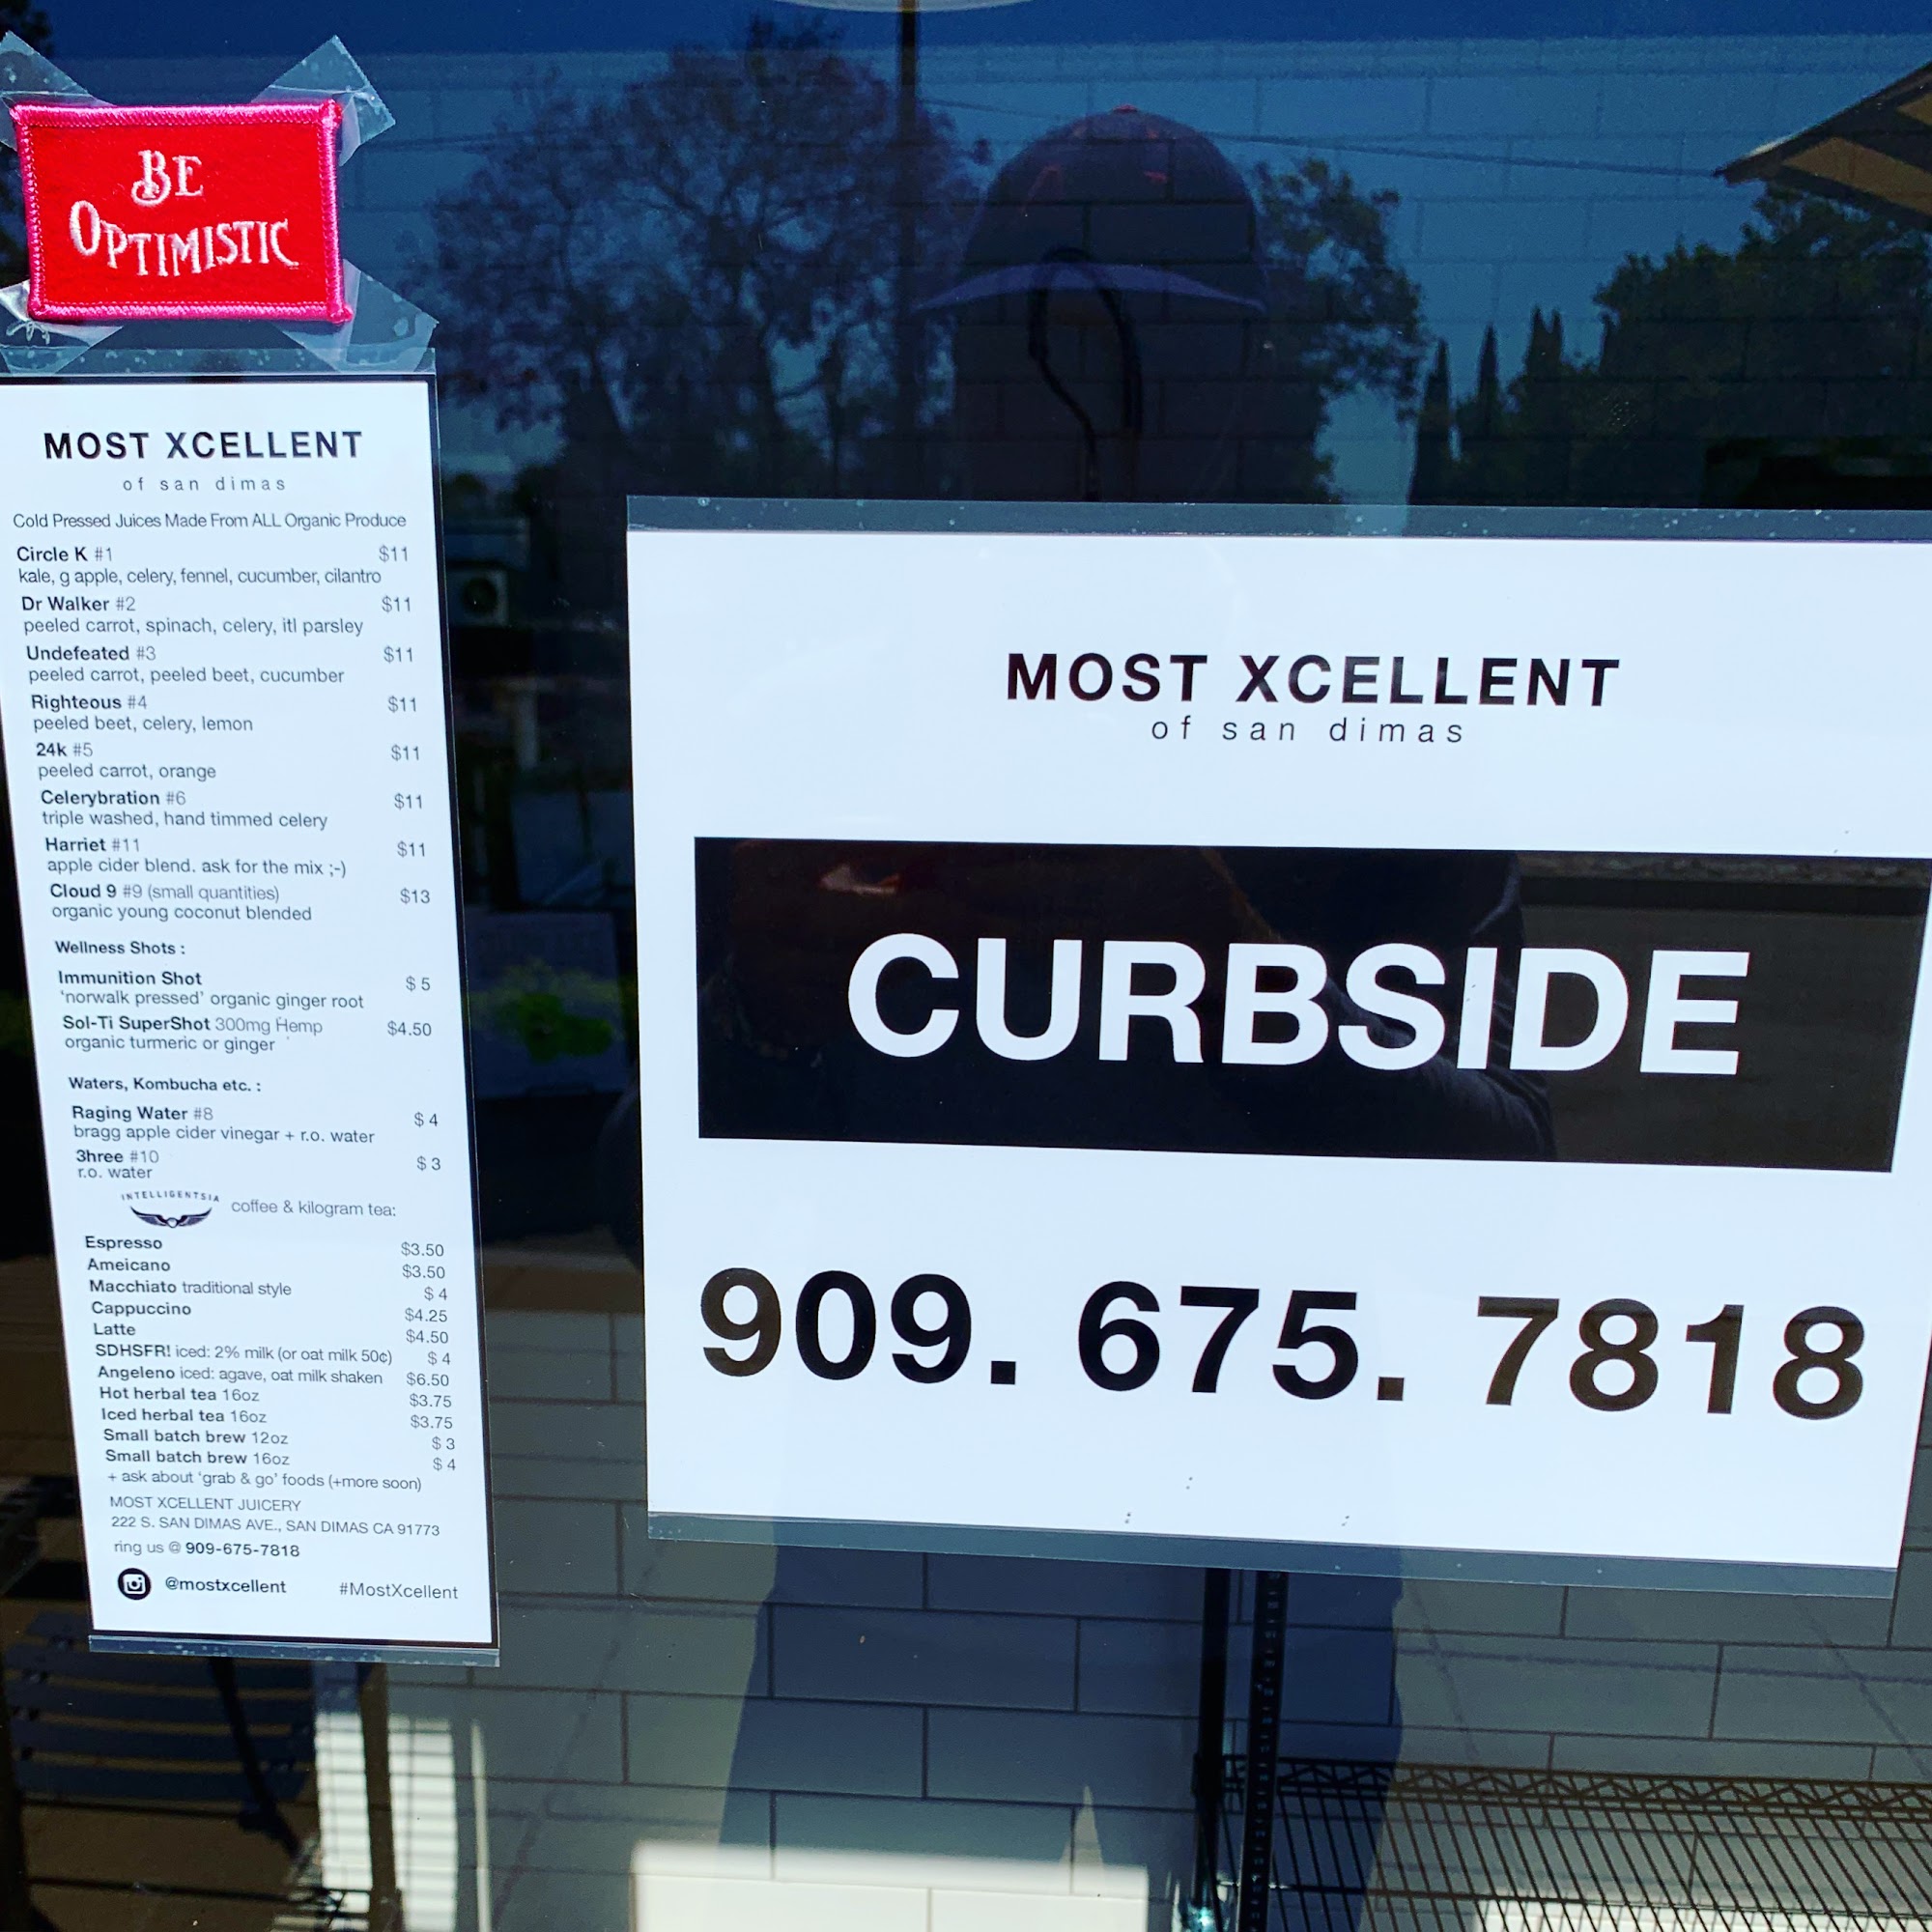 BE
OPTIMISTIC
MOST XCELLENT
of san dimas
Cold Pressed Juices Made From ALL Organic Produce
Circle K #1 $11
kale, g apple, celery, fennel, cucumber, cilantro
Dr Walker #2 $11
peeled carrot, spinach, celery, itl parsley
Undefeated #3 $11
peeled carrot, peeled beet, cucumber
Righteous #4 $11
peeled beet, celery, lemon
24k #5 $11
peeled carrot, orange
Celerybration #6 $11
triple washed, hand timmed celery
Harriet #11 $11
apple cider blend. ask for the mix ;-)
Cloud 9 #9 (small quantities) $13
organic young coconut blended
Wellness Shots :
Immunition Shot $ 5
'norwalk pressed' organic ginger root
Sol-Ti SuperShot 300mg Hemp $4.50
organic turmeric or ginger
Waters, Kombucha etc. :
Raging Water #8 $ 4
bragg apple cider vinegar + r.o. water
3hree #10 $ 3
r.o. water
INTELLIGENTSIA coffee & kilogram tea:
Espresso $3.50
Ameicano $3.50
Macchiato traditional style $ 4
Cappuccino $4.25
Latte $4.50
SDHSFR! iced: 2% milk (or oat milk 50¢) $ 4
Angeleno iced: agave, oat milk shaken $6.50
Hot herbal tea 16oz $3.75
Iced herbal tea 16oz $3.75
Small batch brew 12oz $ 3
Small batch brew 16oz $ 4
+ ask about 'grab & go' foods (+more soon)
MOST XCELLENT JUICERY
222 S. SAN DIMAS AVE., SAN DIMAS CA 91773
ring us @ 909-675-7818
@mostxcellent #MostXcellent
MOST XCELLENT
of san dimas
CURBSIDE
909. 675. 7818